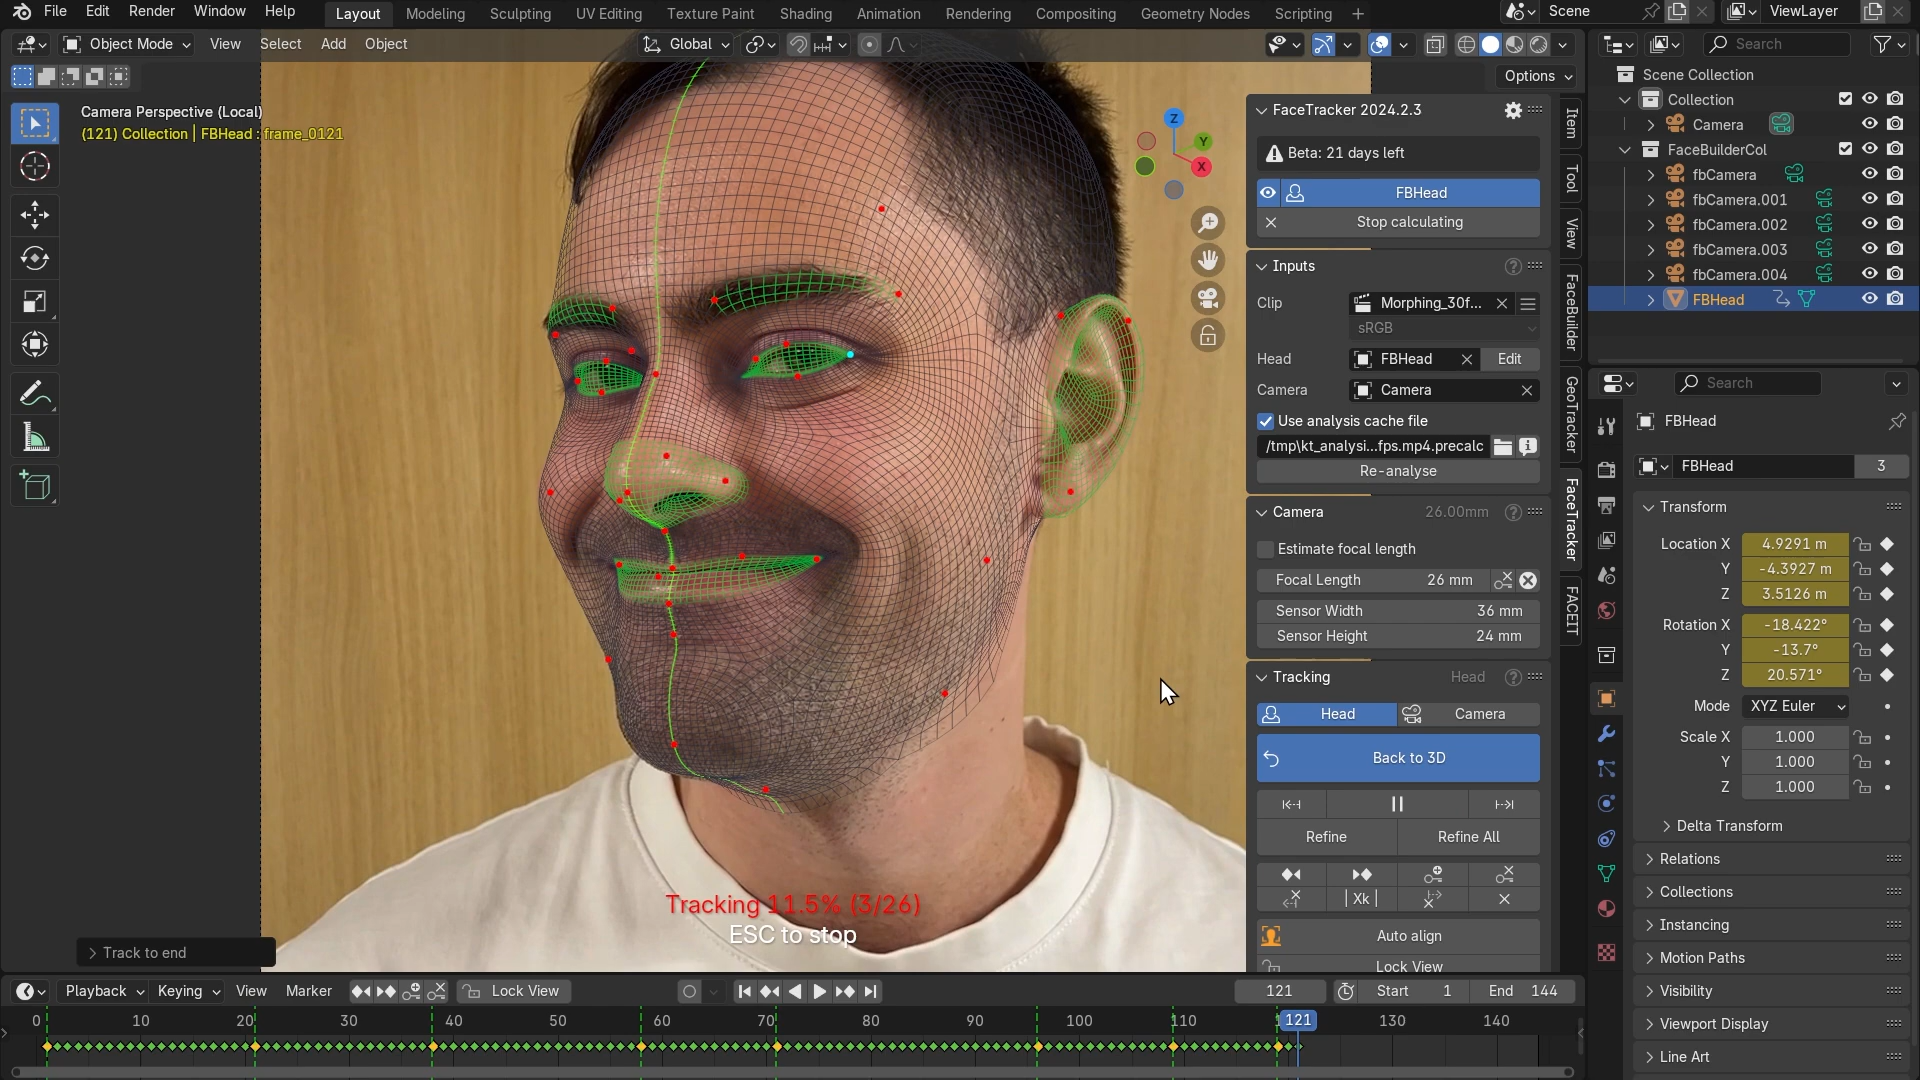 File Edit Render Window Help Layout Modeling Sculpting UV Editing Texture Paint Shading Animation Rendering Compositing Geometry Nodes Scripting + Scene ViewLayer
Object Mode View Select Add Object Global Search
Options
Camera Perspective (Local)
(121) Collection | FBHead : frame_0121
Z
Y
X
FaceTracker 2024.2.3
Beta: 21 days left
FBHead
Stop calculating
Inputs
Clip Morphing_30f...
sRGB
Head FBHead Edit
Camera Camera
Use analysis cache file
/tmp\kt_analysi...fps.mp4.precalc
Re-analyse
Camera 26.00mm
Estimate focal length
Focal Length 26 mm
Sensor Width 36 mm
Sensor Height 24 mm
Tracking Head
Head Camera
Back to 3D
Refine Refine All
| Xk |
Auto align
Lock View
Item
Tool
View
FaceBuilder
GeoTracker
FaceTracker
FACEIT
Scene Collection
Collection
Camera
FaceBuilderCol
fbCamera
fbCamera.001
fbCamera.002
fbCamera.003
fbCamera.004
FBHead
Search
FBHead
FBHead 3
Transform
Location X 4.9291 m
Y -4.3927 m
Z 3.5126 m
Rotation X -18.422°
Y -13.7°
Z 20.571°
Mode XYZ Euler
Scale X 1.000
Y 1.000
Z 1.000
Delta Transform
Relations
Collections
Instancing
Motion Paths
Visibility
Viewport Display
Line Art
Tracking 11.5% (3/26)
ESC to stop
Track to end
Playback Keying View Marker Lock View 121 Start 1 End 144
0 10 20 30 40 50 60 70 80 90 100 110 121 130 140